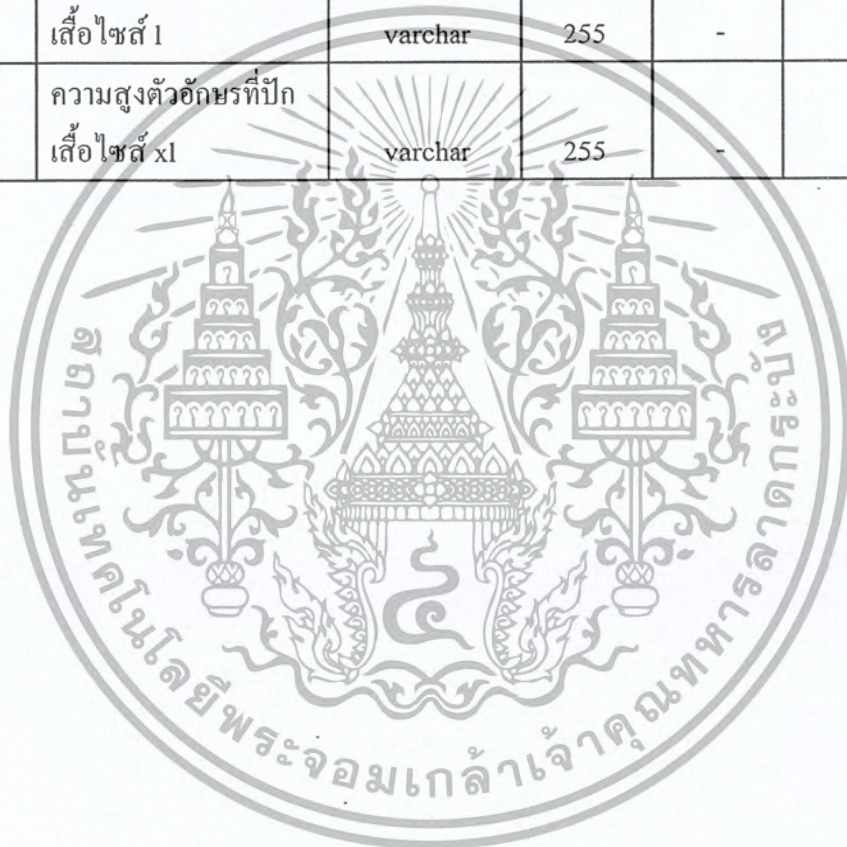 เสื้อไซส์ l varchar 255 -
ความสูงตัวอักษรที่ปัก
เสื้อไซส์ xl varchar 255 -
สถาบันเทคโนโลยีพระจอมเกล้าเจ้าคุณทหารลาดกระบัง